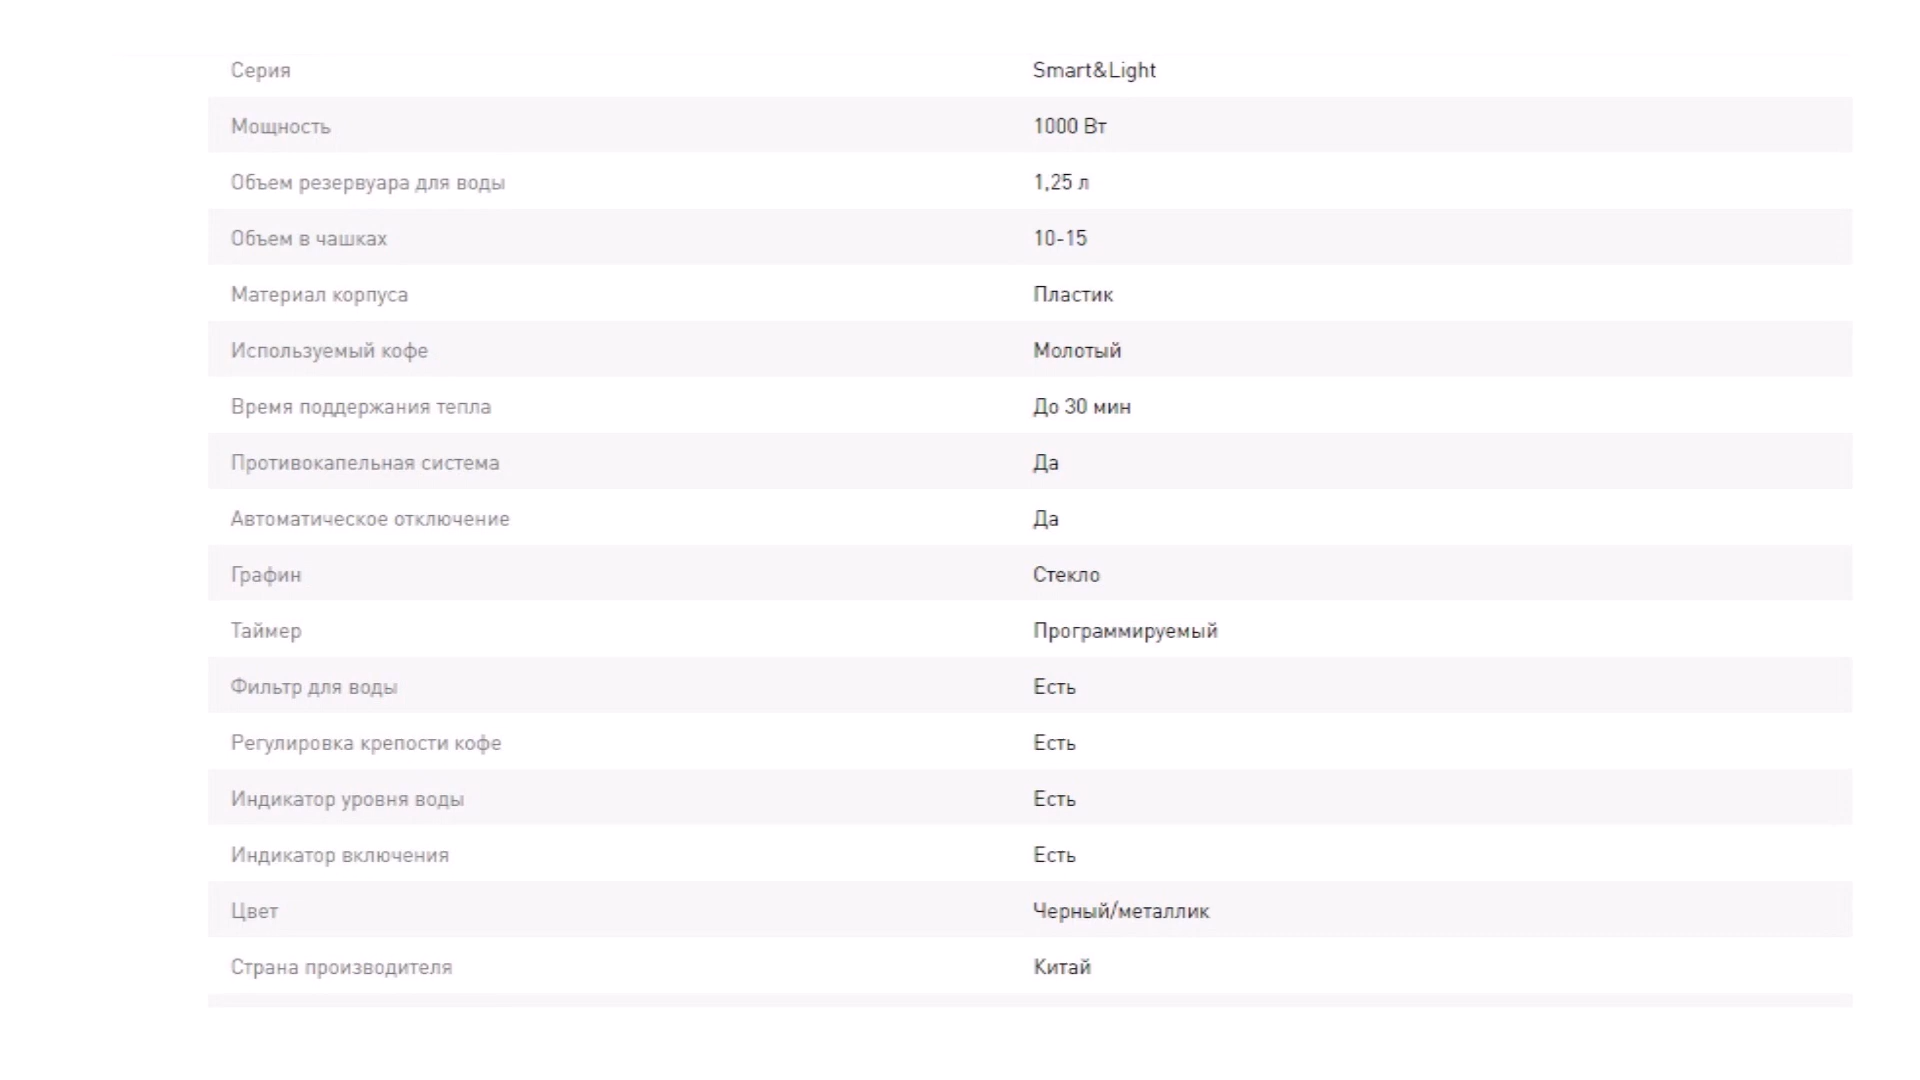 Серия Smart&Light
Мощность 1000 Вт
Объем резервуара для воды 1,25 л
Объем в чашках 10-15
Материал корпуса Пластик
Используемый кофе Молотый
Время поддержания тепла До 30 мин
Противокапельная система Да
Автоматическое отключение Да
Графин Стекло
Таймер Программируемый
Фильтр для воды Есть
Регулировка крепости кофе Есть
Индикатор уровня воды Есть
Индикатор включения Есть
Цвет Черный/металлик
Страна производителя Китай